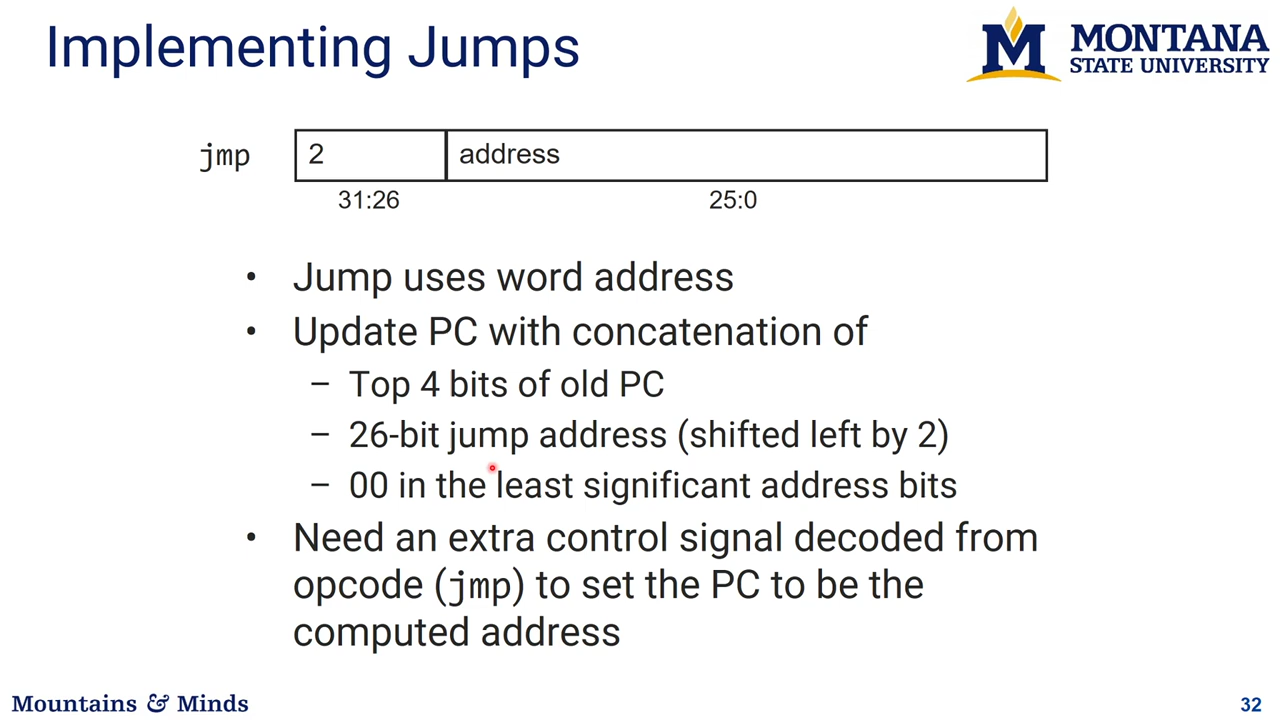 Implementing Jumps
MONTANA
STATE UNIVERSITY
jmp
2
address
31:26
25:0
• Jump uses word address
• Update PC with concatenation of
– Top 4 bits of old PC
– 26-bit jump address (shifted left by 2)
– 00 in the least significant address bits
• Need an extra control signal decoded from
opcode (jmp) to set the PC to be the
computed address
Mountains & Minds
32